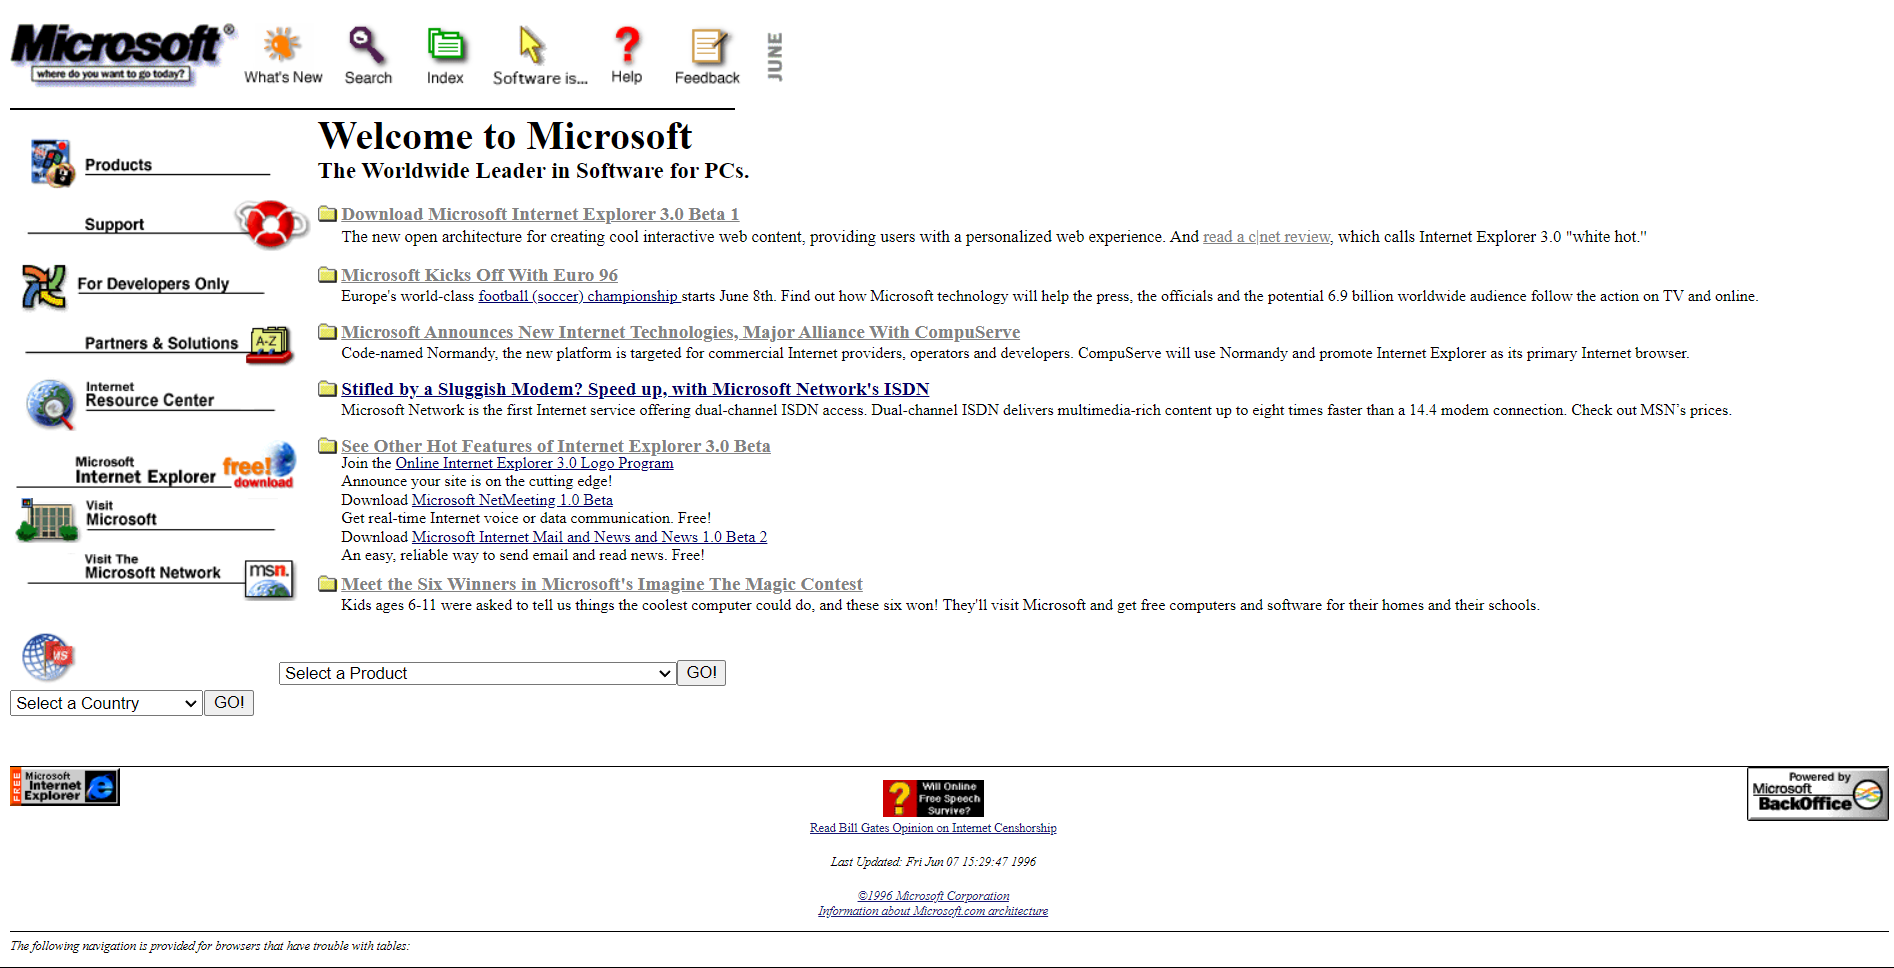 Microsoft®
where do you want to go today?
What's New
Search
Index
Software is...
Help
Feedback
JUNE
Products
Support
For Developers Only
Partners & Solutions
A-Z
Internet
Resource Center
Microsoft
Internet Explorer
free!
download
Visit
Microsoft
Visit The
Microsoft Network
msn.
MS
Select a Country
GO!
Welcome to Microsoft
The Worldwide Leader in Software for PCs.
Download Microsoft Internet Explorer 3.0 Beta 1
The new open architecture for creating cool interactive web content, providing users with a personalized web experience. And read a c|net review, which calls Internet Explorer 3.0 "white hot."
Microsoft Kicks Off With Euro 96
Europe's world-class football (soccer) championship starts June 8th. Find out how Microsoft technology will help the press, the officials and the potential 6.9 billion worldwide audience follow the action on TV and online.
Microsoft Announces New Internet Technologies, Major Alliance With CompuServe
Code-named Normandy, the new platform is targeted for commercial Internet providers, operators and developers. CompuServe will use Normandy and promote Internet Explorer as its primary Internet browser.
Stifled by a Sluggish Modem? Speed up, with Microsoft Network's ISDN
Microsoft Network is the first Internet service offering dual-channel ISDN access. Dual-channel ISDN delivers multimedia-rich content up to eight times faster than a 14.4 modem connection. Check out MSN's prices.
See Other Hot Features of Internet Explorer 3.0 Beta
Join the Online Internet Explorer 3.0 Logo Program
Announce your site is on the cutting edge!
Download Microsoft NetMeeting 1.0 Beta
Get real-time Internet voice or data communication. Free!
Download Microsoft Internet Mail and News and News 1.0 Beta 2
An easy, reliable way to send email and read news. Free!
Meet the Six Winners in Microsoft's Imagine The Magic Contest
Kids ages 6-11 were asked to tell us things the coolest computer could do, and these six won! They'll visit Microsoft and get free computers and software for their homes and their schools.
Select a Product
GO!
FREE
Microsoft
Internet
Explorer
?
Will Online
Free Speech
Survive?
Powered by
Microsoft
BackOffice
Read Bill Gates Opinion on Internet Censhorship
Last Updated: Fri Jun 07 15:29:47 1996
©1996 Microsoft Corporation
Information about Microsoft.com architecture
The following navigation is provided for browsers that have trouble with tables: